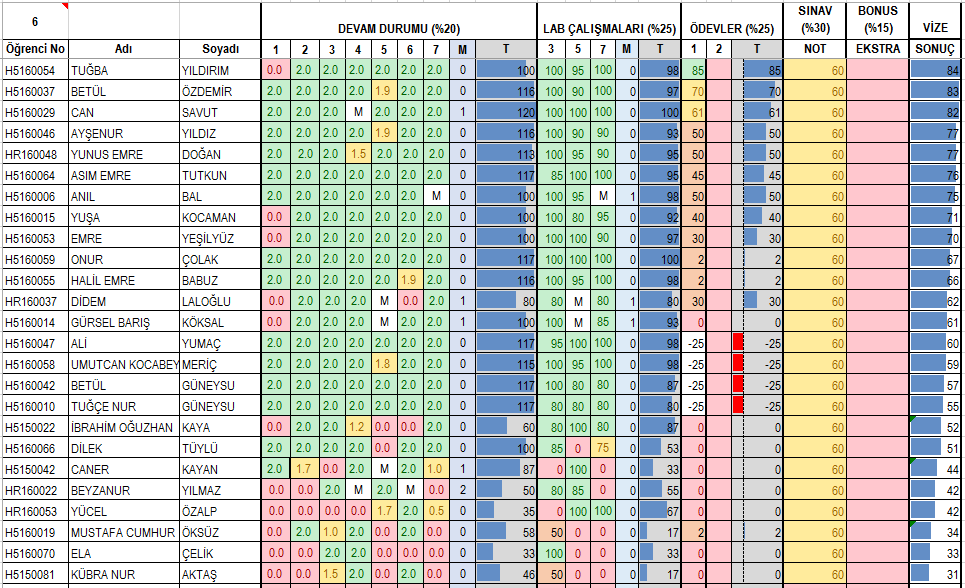 6 DEVAM DURUMU (%20) LAB ÇALIŞMALARI (%25) ÖDEVLER (%25) SINAV (%30) BONUS (%15) VİZE
Öğrenci No Adı Soyadı 1 2 3 4 5 6 7 M T 3 5 7 M T 1 2 T NOT EKSTRA SONUÇ
H5160054 TUĞBA YILDIRIM 0.0 2.0 2.0 2.0 2.0 2.0 2.0 0 100 100 95 100 0 98 85 85 60 84
H5160037 BETÜL ÖZDEMİR 2.0 2.0 2.0 2.0 1.9 2.0 2.0 0 116 100 90 100 0 97 70 70 60 83
H5160029 CAN SAVUT 2.0 2.0 2.0 M 2.0 2.0 2.0 1 120 100 100 100 0 100 61 61 60 82
H5160046 AYŞENUR YILDIZ 2.0 2.0 2.0 2.0 1.9 2.0 2.0 0 116 100 90 90 0 93 50 50 60 77
HR160048 YUNUS EMRE DOĞAN 2.0 2.0 2.0 1.5 2.0 2.0 2.0 0 113 100 95 90 0 95 50 50 60 77
H5160064 ASIM EMRE TUTKUN 2.0 2.0 2.0 2.0 2.0 2.0 2.0 0 117 85 100 100 0 95 45 45 60 76
H5160006 ANIL BAL 2.0 2.0 2.0 2.0 2.0 2.0 M 0 100 100 95 M 1 98 50 50 60 75
H5160015 YUŞA KOCAMAN 0.0 2.0 2.0 2.0 2.0 2.0 2.0 0 100 100 80 95 0 92 40 40 60 71
H5160053 EMRE YEŞİLYÜZ 0.0 2.0 2.0 2.0 2.0 2.0 2.0 0 100 100 100 90 0 97 30 30 60 70
H5160059 ONUR ÇOLAK 2.0 2.0 2.0 2.0 2.0 2.0 2.0 0 117 100 100 100 0 100 2 2 60 67
H5160055 HALİL EMRE BABUZ 2.0 2.0 2.0 2.0 2.0 1.9 2.0 0 116 100 95 100 0 98 2 2 60 66
HR160037 DİDEM LALOĞLU 0.0 2.0 2.0 2.0 M 0.0 2.0 1 80 80 M 80 1 80 30 30 60 62
H5160014 GÜRSEL BARIŞ KÖKSAL 0.0 2.0 2.0 2.0 M 2.0 2.0 1 100 100 M 85 1 93 0 0 60 61
H5160047 ALİ YUMAÇ 2.0 2.0 2.0 2.0 2.0 2.0 2.0 0 117 95 100 100 0 98 -25 -25 60 60
H5160058 UMUTCAN KOCABEY MERİÇ 2.0 2.0 2.0 2.0 1.8 2.0 2.0 0 115 100 95 100 0 98 -25 -25 60 59
H5160042 BETÜL GÜNEYSU 2.0 2.0 2.0 2.0 2.0 2.0 2.0 0 117 100 80 80 0 87 -25 -25 60 57
H5160010 TUĞÇE NUR GÜNEYSU 2.0 2.0 2.0 2.0 2.0 2.0 2.0 0 117 80 80 80 0 80 -25 -25 60 55
H5150022 İBRAHİM OĞUZHAN KAYA 0.0 2.0 2.0 1.2 0.0 0.0 2.0 0 60 80 100 80 0 87 0 0 60 52
H5160066 DİLEK TÜYLÜ 2.0 2.0 2.0 2.0 0.0 2.0 2.0 0 100 85 0 75 0 53 0 0 60 51
H5150042 CANER KAYAN 2.0 1.7 0.0 2.0 M 2.0 1.0 1 87 0 100 0 0 33 0 0 60 44
HR160022 BEYZANUR YILMAZ 0.0 0.0 2.0 M 2.0 M 0.0 2 50 80 85 0 0 55 0 0 60 42
HR160053 YÜCEL ÖZALP 0.0 0.0 0.0 0.0 1.7 2.0 0.5 0 35 0 100 100 0 67 0 0 60 42
H5160019 MUSTAFA CUMHUR ÖKSÜZ 0.0 2.0 1.0 2.0 0.0 2.0 0.0 0 58 50 0 0 0 17 2 2 60 34
H5160070 ELA ÇELİK 0.0 0.0 2.0 2.0 0.0 0.0 0.0 0 33 100 0 0 0 33 0 0 60 33
H5150081 KÜBRA NUR AKTAŞ 0.0 0.0 1.5 2.0 0.0 2.0 0.0 0 46 50 0 0 0 17 0 0 60 31